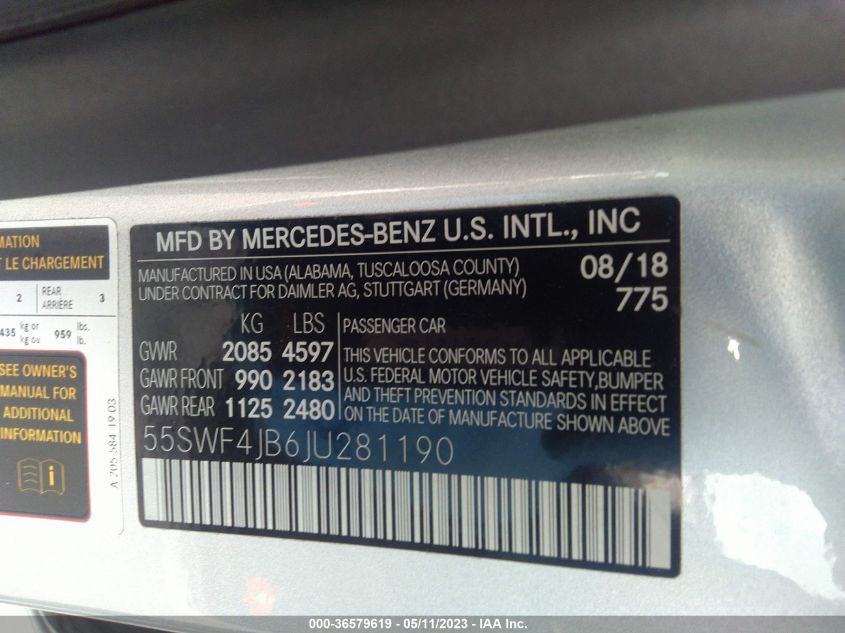 MATION
T LE CHARGEMENT
2 REAR ARRIÈRE 3
435 kg or kg ou 959 lbs. lb.
SEE OWNER'S
MANUAL FOR
ADDITIONAL
INFORMATION
A 205 584 19 03
MFD BY MERCEDES-BENZ U.S. INTL., INC
MANUFACTURED IN USA (ALABAMA, TUSCALOOSA COUNTY) 08/18
UNDER CONTRACT FOR DAIMLER AG, STUTTGART (GERMANY) 775
KG LBS PASSENGER CAR
GVWR 2085 4597
GAWR FRONT 990 2183
GAWR REAR 1125 2480
THIS VEHICLE CONFORMS TO ALL APPLICABLE
U.S. FEDERAL MOTOR VEHICLE SAFETY,BUMPER
AND THEFT PREVENTION STANDARDS IN EFFECT
ON THE DATE OF MANUFACTURE SHOWN ABOVE
55SWF4JB6JU281190
000-36579619 - 05/11/2023 - IAA Inc.